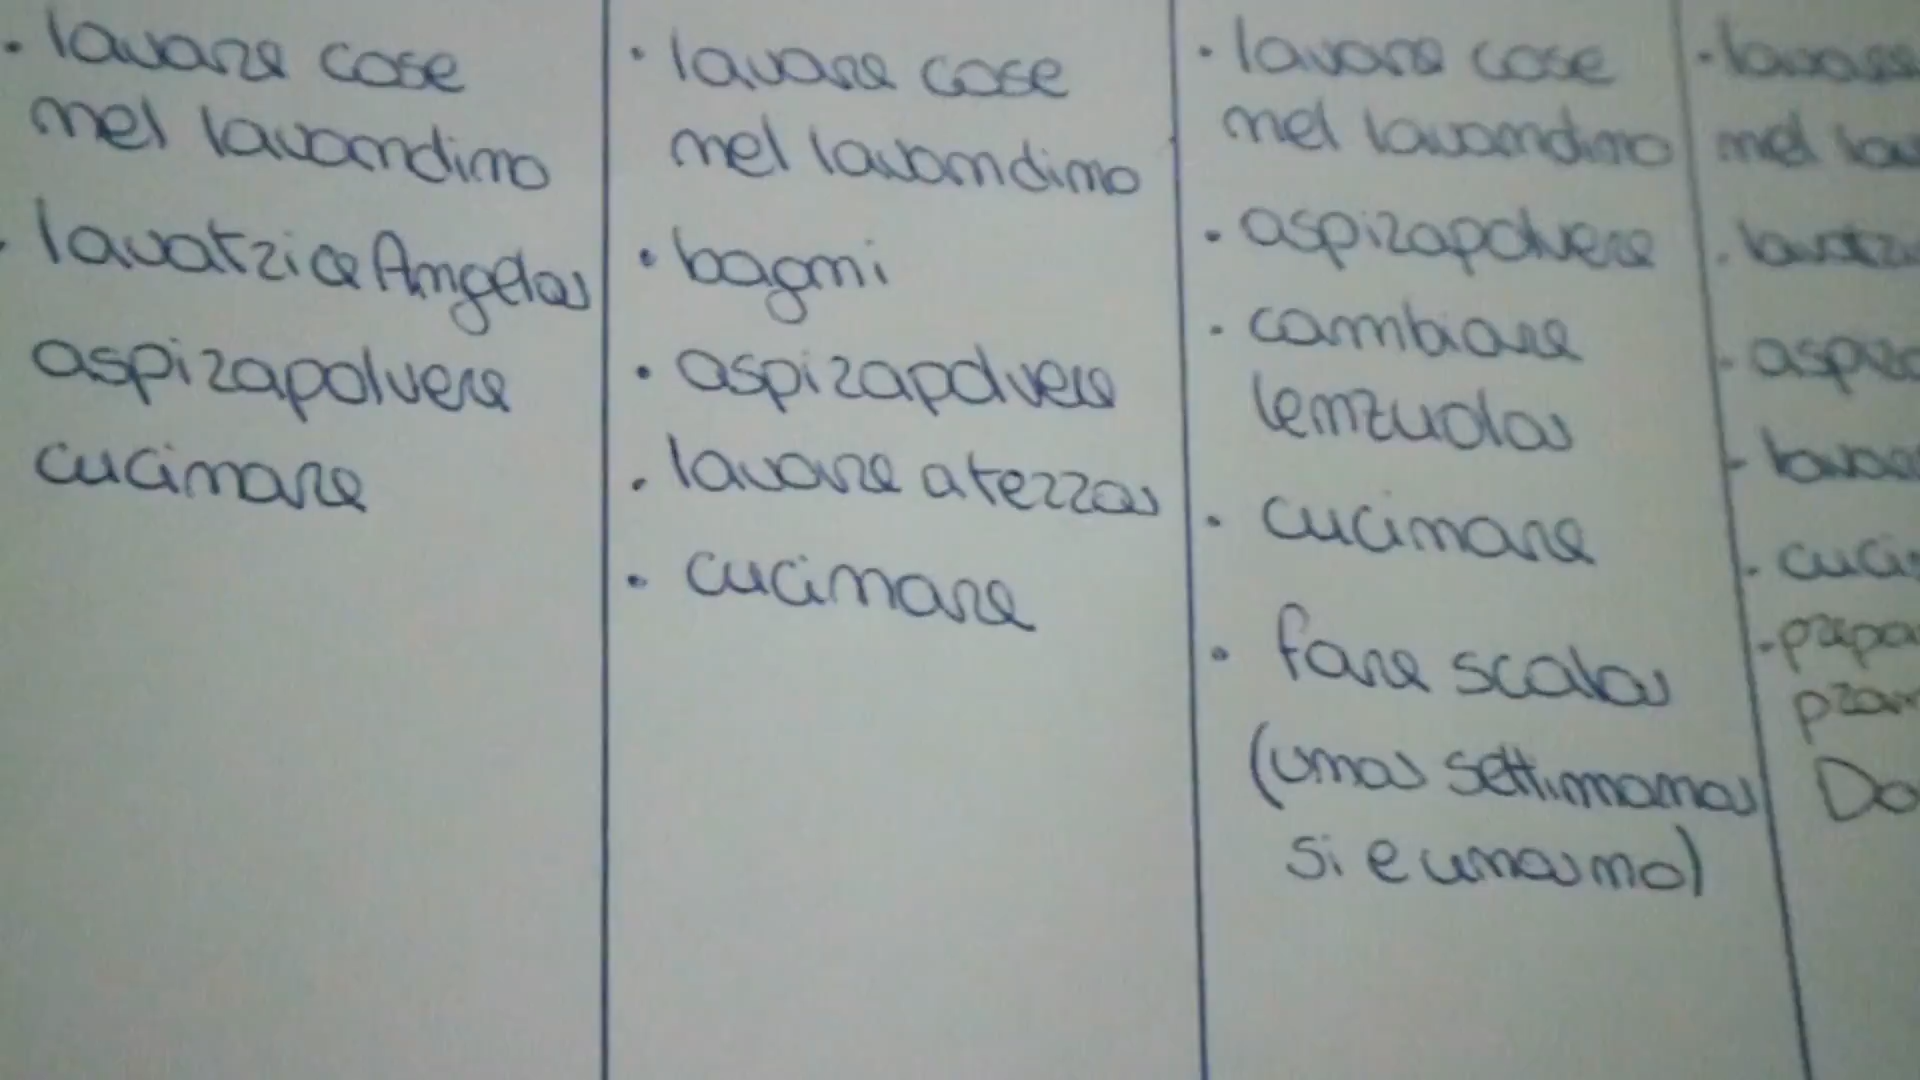 · lavare cose
nel lavandino
· lavatrice Angela
aspirapolvere
cucinare
· lavare cose
nel lavandino
· bagni
· aspirapolvere
· lavare a terra
· cucinare
· lavare cose
nel lavandino
· aspirapolvere
· cambiare
lenzuola
· cucinare
· fare scala
(una settimana
si e una no)